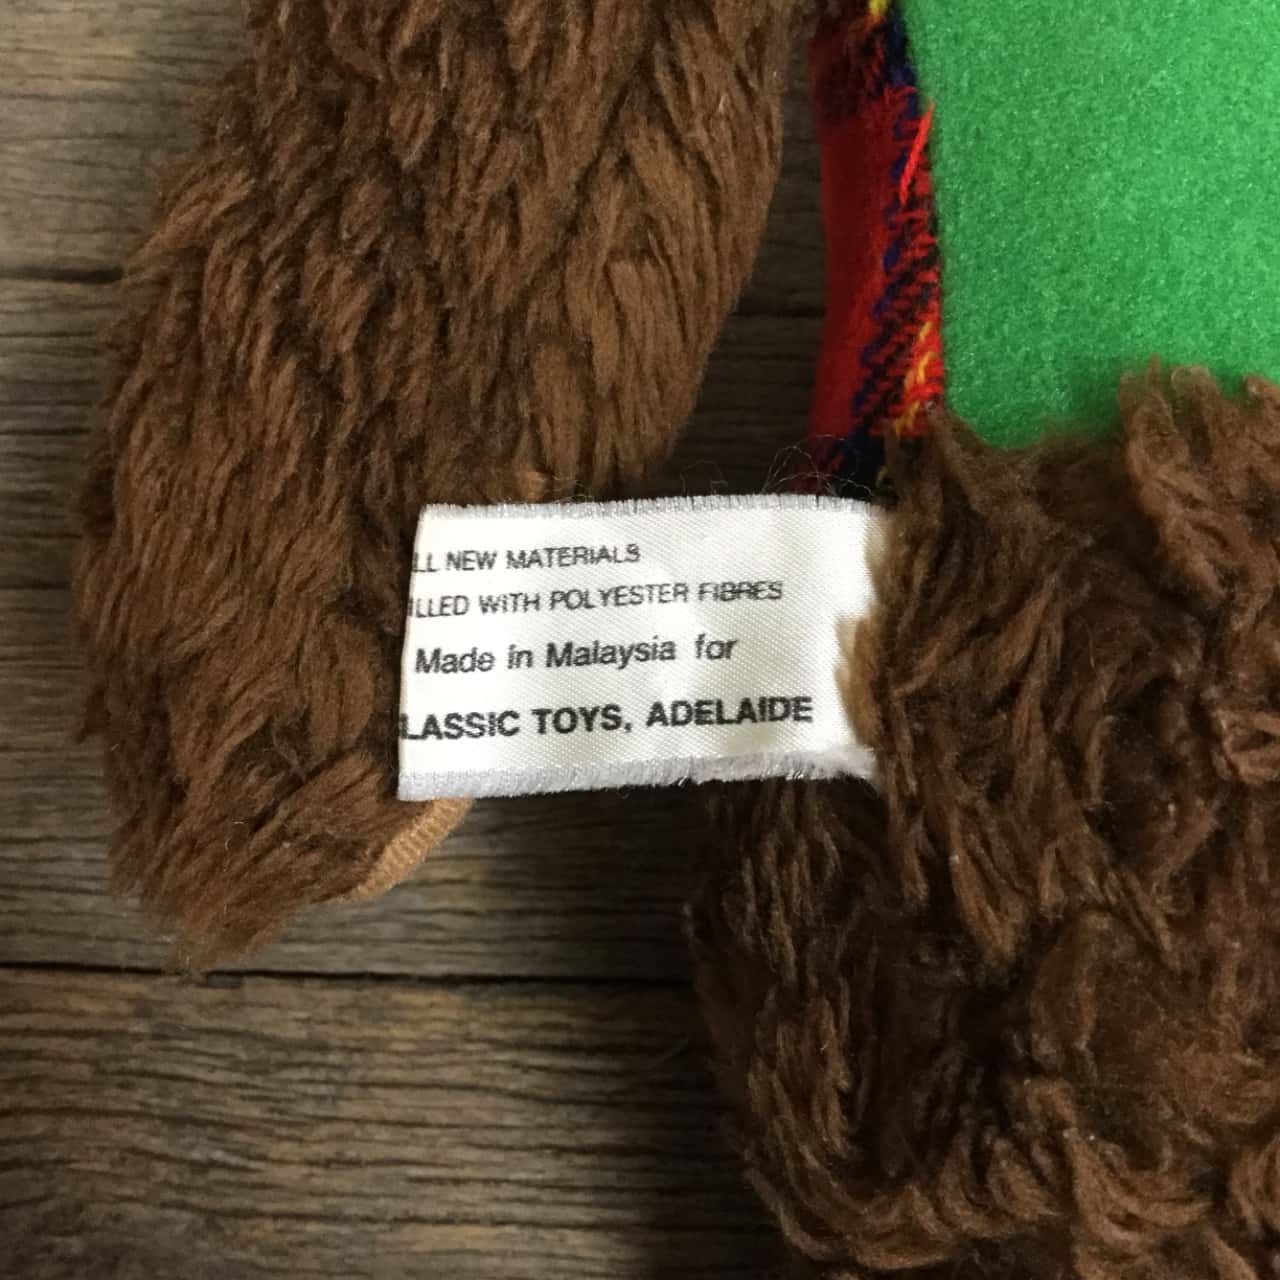 LL NEW MATERIALS
ILLED WITH POLYESTER FIBRES
Made in Malaysia for
LASSIC TOYS, ADELAIDE